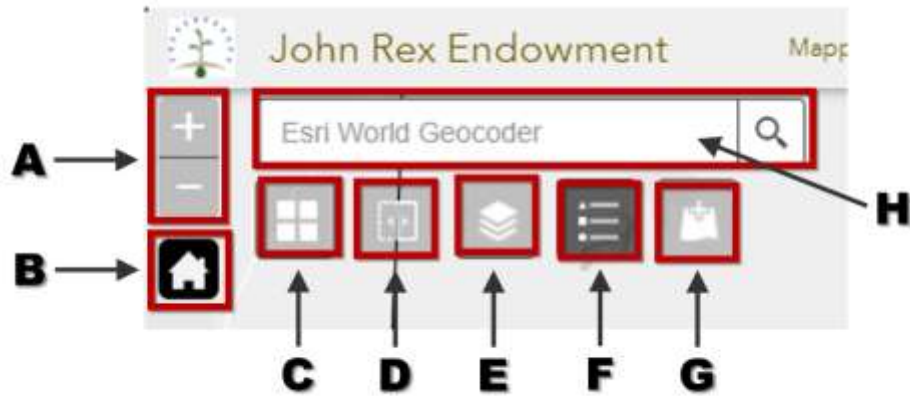 John Rex Endowment
Mapp
Esri World Geocoder
A
H
B
C
D
E
F
G